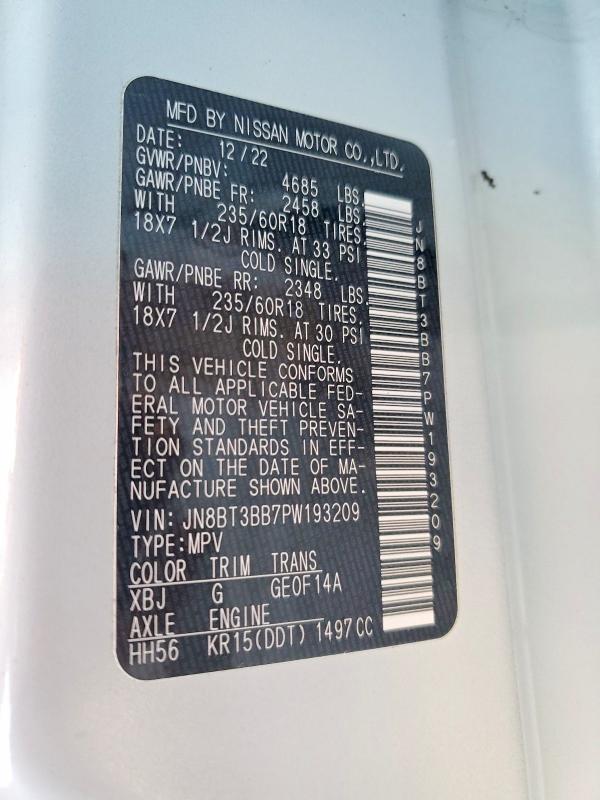 MFD BY NISSAN MOTOR CO.,LTD.
DATE: 12/22
GVWR/PNBV: 4685 LBS.
GAWR/PNBE FR: 2458 LBS.
WITH 235/60R18 TIRES,
18X7 1/2J RIMS. AT 33 PSI
COLD SINGLE.
GAWR/PNBE RR: 2348 LBS.
WITH 235/60R18 TIRES,
18X7 1/2J RIMS. AT 30 PSI
COLD SINGLE.
THIS VEHICLE CONFORMS
TO ALL APPLICABLE FED-
ERAL MOTOR VEHICLE SA-
FETY AND THEFT PREVEN-
TION STANDARDS IN EFF-
ECT ON THE DATE OF MA-
NUFACTURE SHOWN ABOVE.
VIN: JN8BT3BB7PW193209
TYPE:MPV
COLOR TRIM TRANS
XBJ G GE0F14A
AXLE ENGINE
HH56 KR15(DDT) 1497CC
JN8BT3BB7PW193209